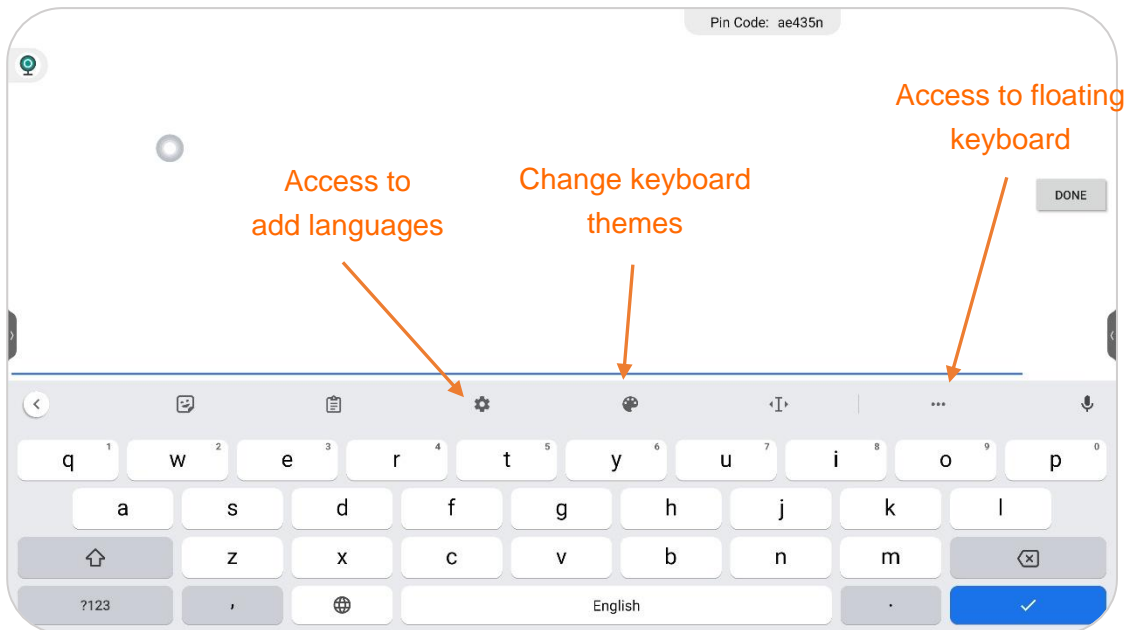 Pin Code: ae435n
Access to floating
keyboard
Access to
add languages
Change keyboard
themes
DONE
q 1 w 2 e 3 r 4 t 5 y 6 u 7 i 8 o 9 p 0
a s d f g h j k l
z x c v b n m
?123 , English .